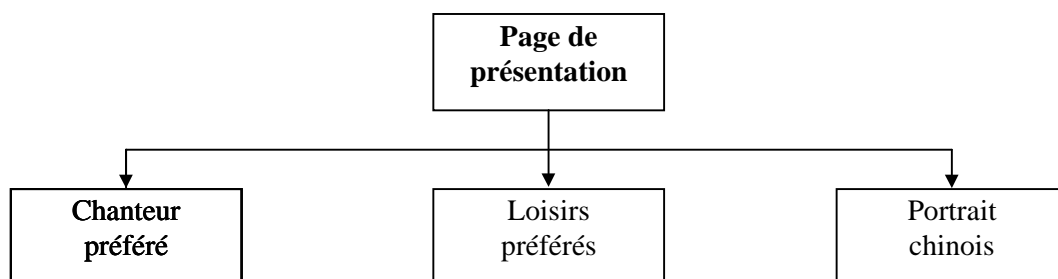 Page de
présentation
Chanteur
préféré
Loisirs
préférés
Portrait
chinois